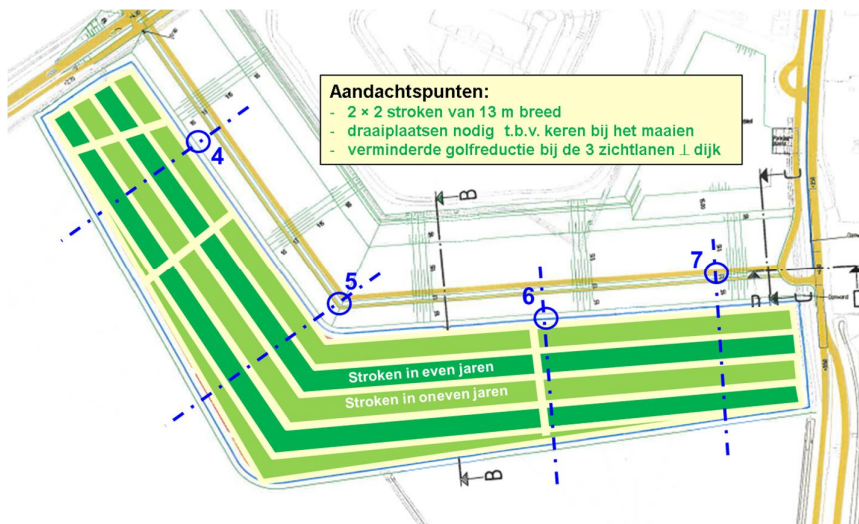 Aandachtspunten:
- 2 × 2 stroken van 13 m breed
- draaiplaatsen nodig t.b.v. keren bij het maaien
- verminderde golfreductie bij de 3 zichtlanen ⊥ dijk
4
5
6
7
B
B
C
C
Stroken in even jaren
Stroken in oneven jaren